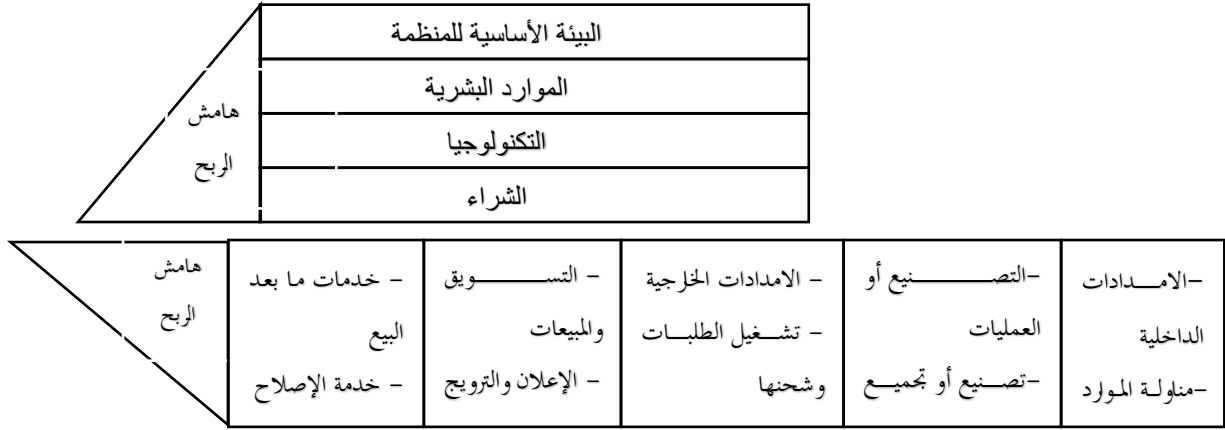 البيئة الأساسية للمنظمة
الموارد البشرية
التكنولوجيا
الشراء
هامش
الربح
–الامدادات
الداخلية
–مناولة الموارد
–التصنيع أو
العمليات
–تصنيع أو تجميع
– الامدادات الخارجية
– تشغيل الطلبات
وشحنها
– التسويق
والمبيعات
– الإعلان والترويج
– خدمات ما بعد
البيع
– خدمة الإصلاح
هامش
الربح